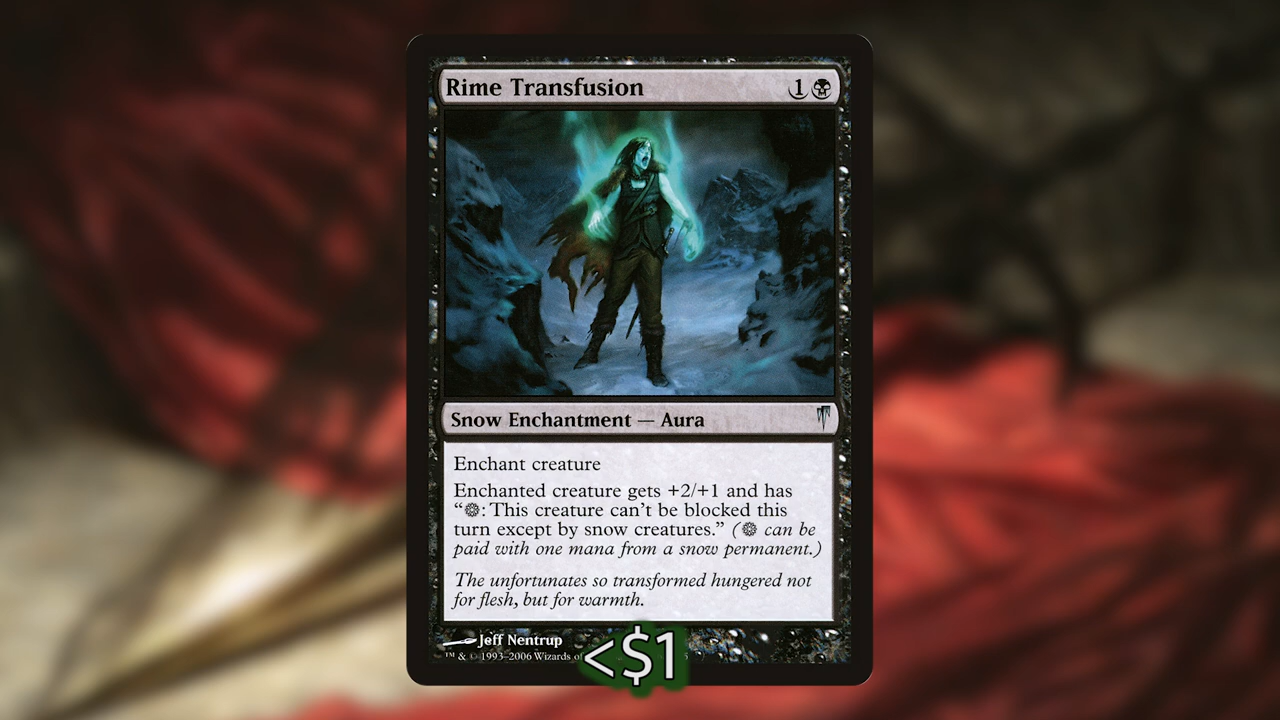 Rime Transfusion 1
Snow Enchantment — Aura
Enchant creature
Enchanted creature gets +2/+1 and has
“ : This creature can’t be blocked this
turn except by snow creatures.” ( can be
paid with one mana from a snow permanent.)
The unfortunates so transformed hungered not
for flesh, but for warmth.
Jeff Nentrup
™ & © 1993–2006 Wizards of
<$1